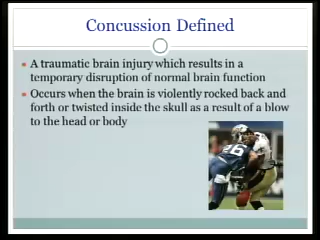 Concussion Defined
A traumatic brain injury which results in a
temporary disruption of normal brain function
Occurs when the brain is violently rocked back and
forth or twisted inside the skull as a result of a blow
to the head or body
26